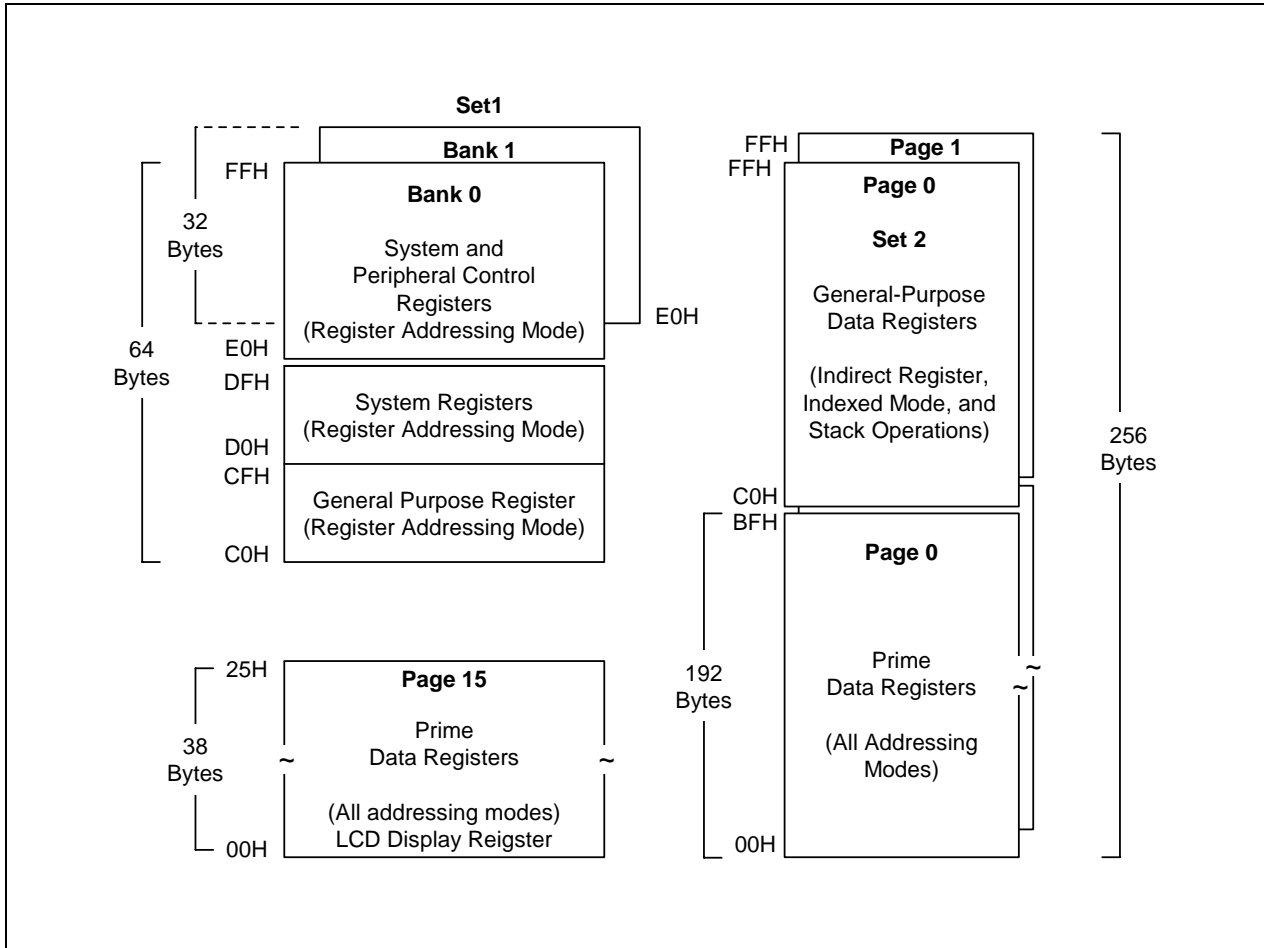 Set1
Bank 1
FFH
Bank 0
32
Bytes
System and
Peripheral Control
Registers
(Register Addressing Mode)
E0H
E0H
64
Bytes
DFH
System Registers
(Register Addressing Mode)
D0H
CFH
General Purpose Register
(Register Addressing Mode)
C0H
25H
Page 15
Prime
Data Registers
38
Bytes
~
~
(All addressing modes)
LCD Display Reigster
00H
FFH
Page 1
FFH
Page 0
Set 2
General-Purpose
Data Registers
(Indirect Register,
Indexed Mode, and
Stack Operations)
256
Bytes
C0H
BFH
Page 0
192
Bytes
Prime
Data Registers
~
~
(All Addressing
Modes)
00H